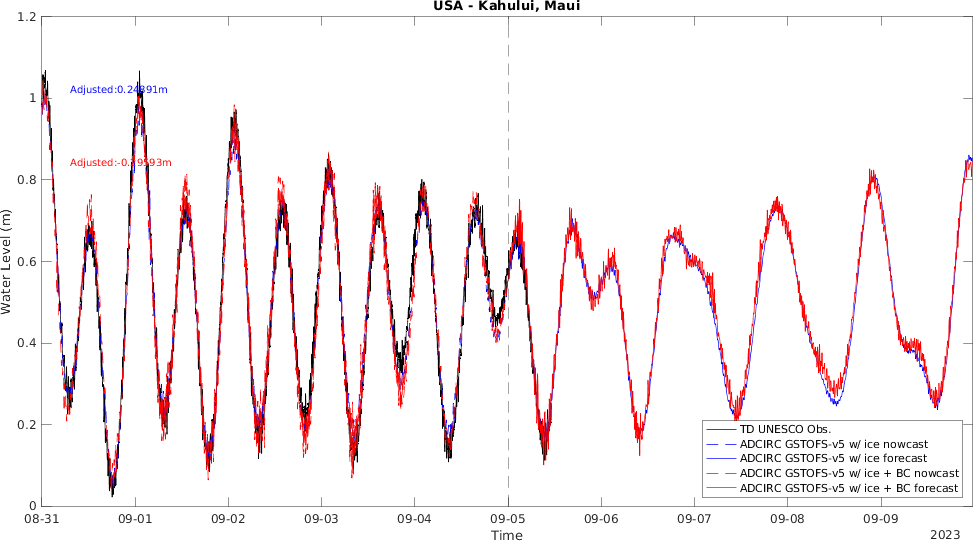 USA - Kahului, Maui
1.2
1
0.8
0.6
0.4
0.2
0
Water Level (m)
Adjusted:0.24391m
TD UNESCO Obs.
ADCIRC GSTOFS-v5 w/ ice nowcast
ADCIRC GSTOFS-v5 w/ ice forecast
ADCIRC GSTOFS-v5 w/ ice + BC nowcast
ADCIRC GSTOFS-v5 w/ ice + BC forecast
08-31 09-01 09-02 09-03 09-04 09-05 09-06 09-07 09-08 09-09
Time
2023